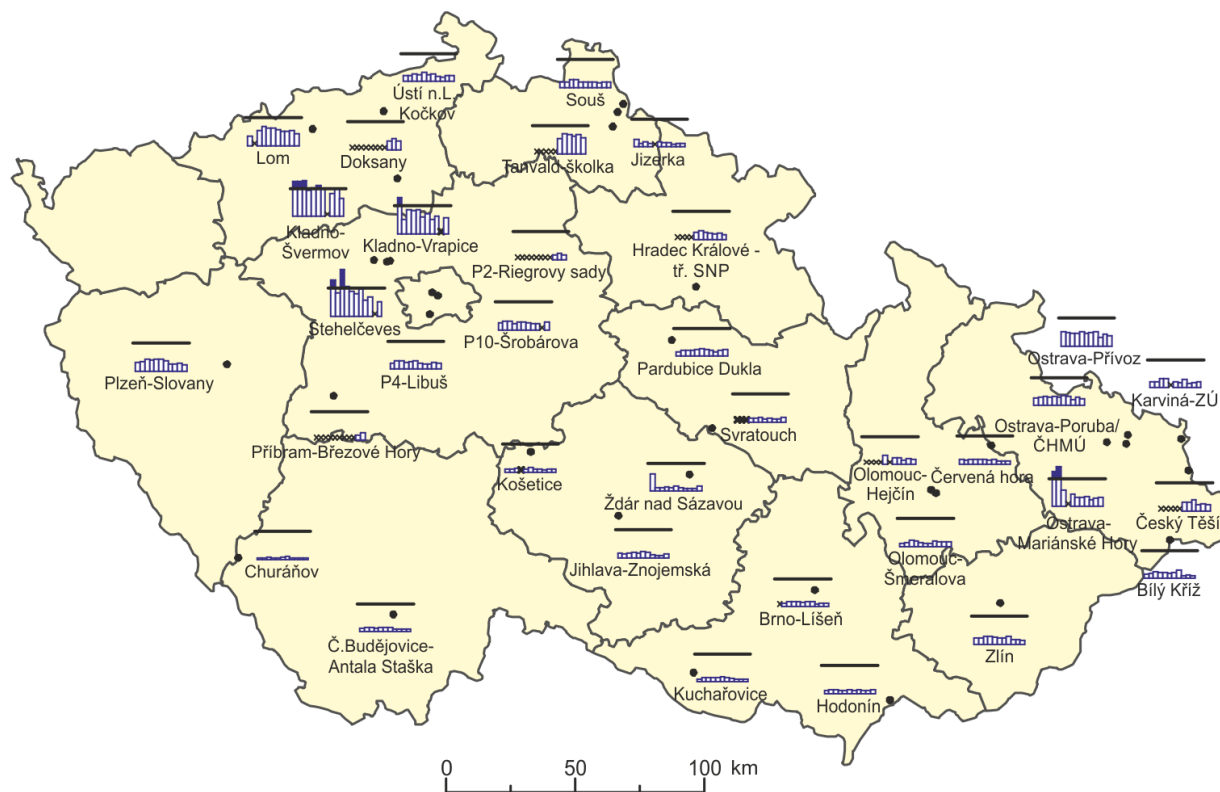 Ústí n.L.
Kočkov
Souš
Lom
Doksany
Tanvald-školka
Jizerka
Kladno-
Švermov
Kladno-Vrapice
P2-Riegrovy sady
Hradec Králové -
tř. SNP
Stehelčeves
P10-Šrobárova
Plzeň-Slovany
P4-Libuš
Pardubice Dukla
Ostrava-Přívoz
Karviná-ZÚ
Ostrava-Poruba/
ČHMÚ
Svratouch
Příbram-Březové Hory
Košetice
Olomouc-
Hejčín
Červená hora
Ždár nad Sázavou
Ostrava-
Mariánské Hory
Český Těší
Churáňov
Jihlava-Znojemská
Olomouc-
Šmeralova
Bílý Kříž
Brno-Líšeň
Č.Budějovice-
Antala Staška
Zlín
Kuchařovice
Hodonín
0 50 100 km